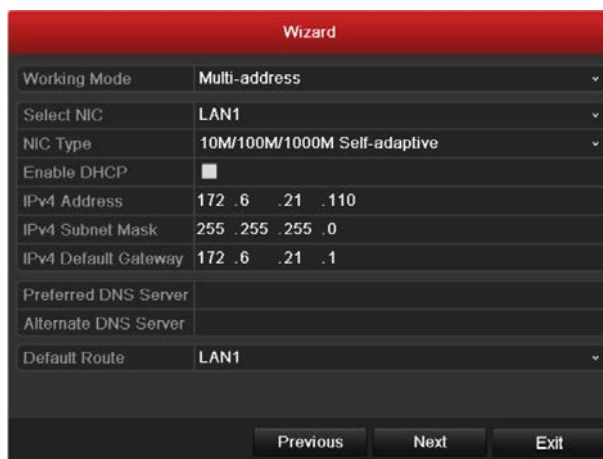 Wizard
Working Mode Multi-address
Select NIC LAN1
NIC Type 10M/100M/1000M Self-adaptive
Enable DHCP
IPv4 Address 172 .6 .21 .110
IPv4 Subnet Mask 255 .255 .255 .0
IPv4 Default Gateway 172 .6 .21 .1
Preferred DNS Server
Alternate DNS Server
Default Route LAN1
Previous Next Exit